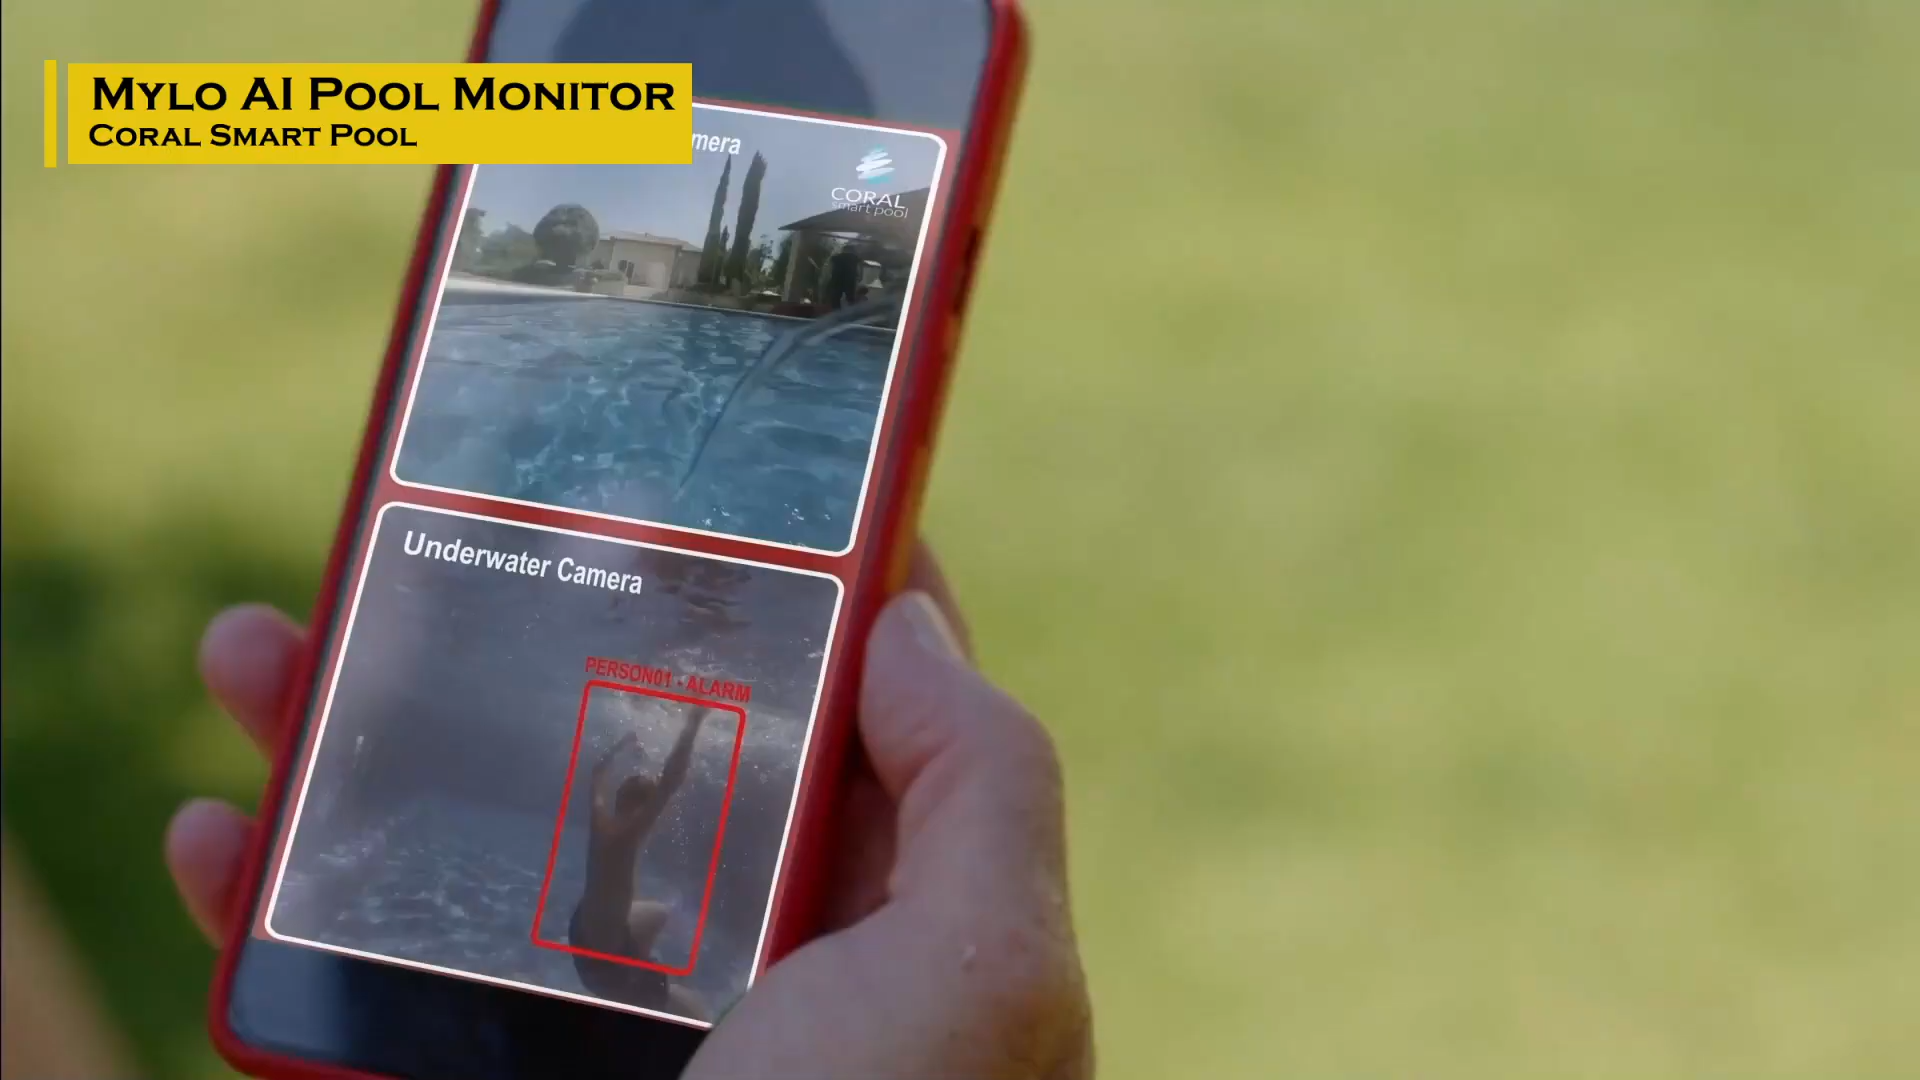 MYLO AI POOL MONITOR
CORAL SMART POOL
mera
CORAL
smart pool
Underwater Camera
PERSON01 - ALARM